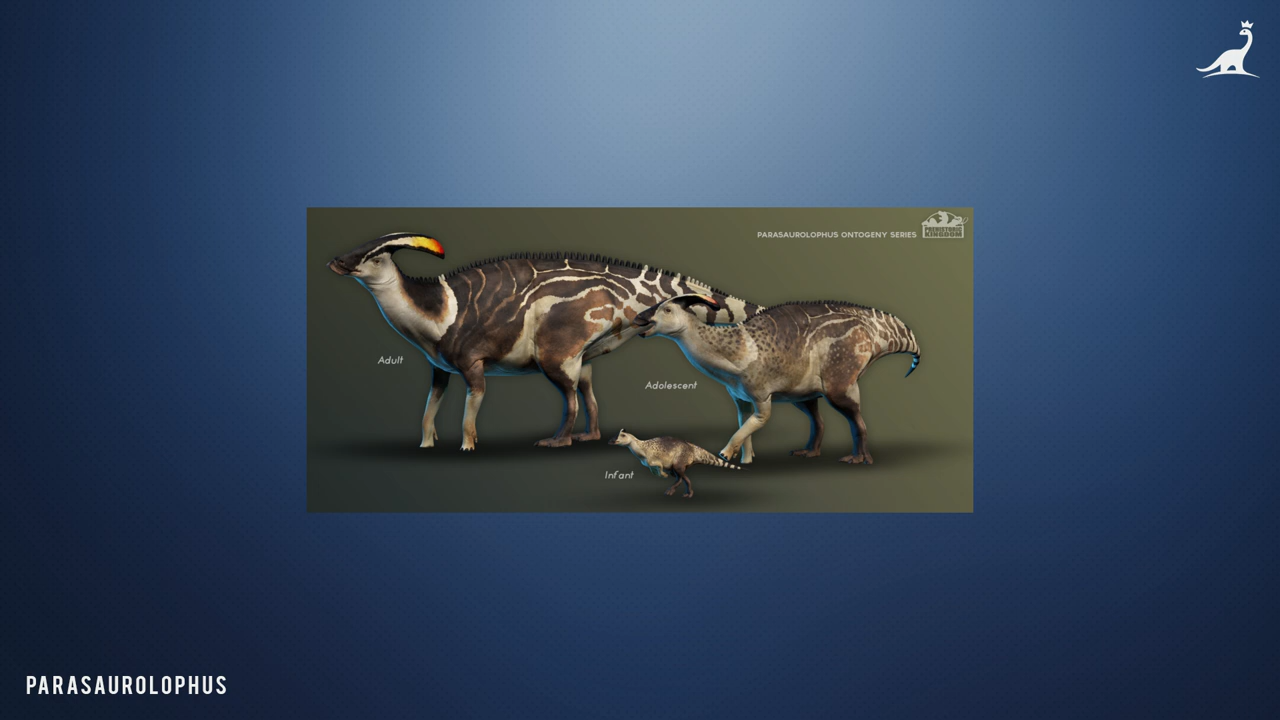 PARASAUROLOPHUS ONTOGENY SERIES
PREHISTORIC
KINGDOM
Adult
Adolescent
Infant
PARASAUROLOPHUS